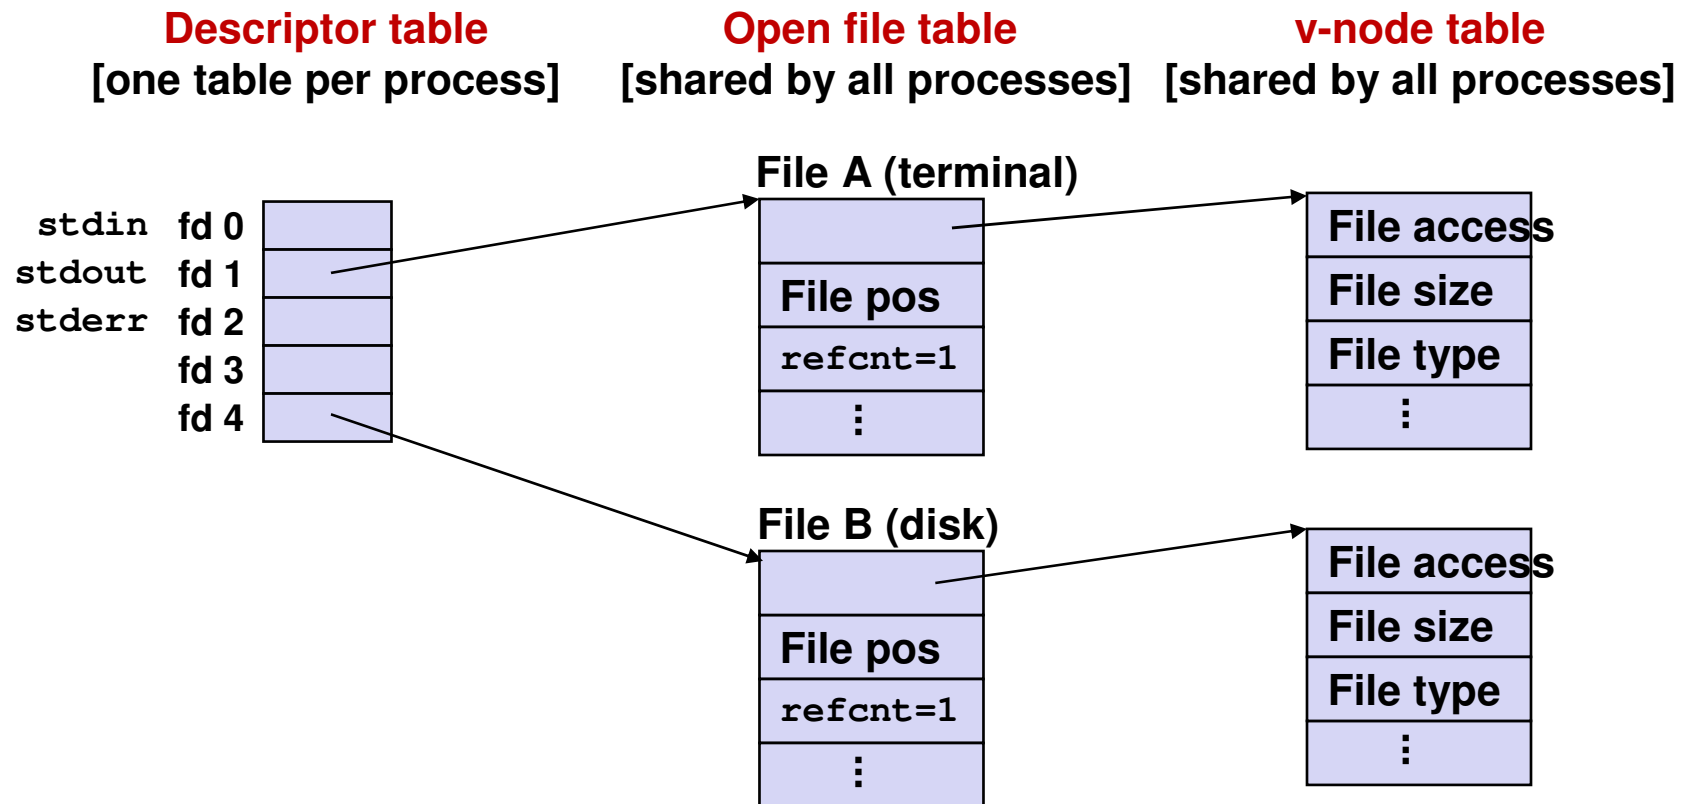 Descriptor table
[one table per process]
Open file table
[shared by all processes]
v-node table
[shared by all processes]
stdin fd 0
stdout fd 1
stderr fd 2
fd 3
fd 4
File A (terminal)
File pos
refcnt=1
⋮
File access
File size
File type
⋮
File B (disk)
File pos
refcnt=1
⋮
File access
File size
File type
⋮